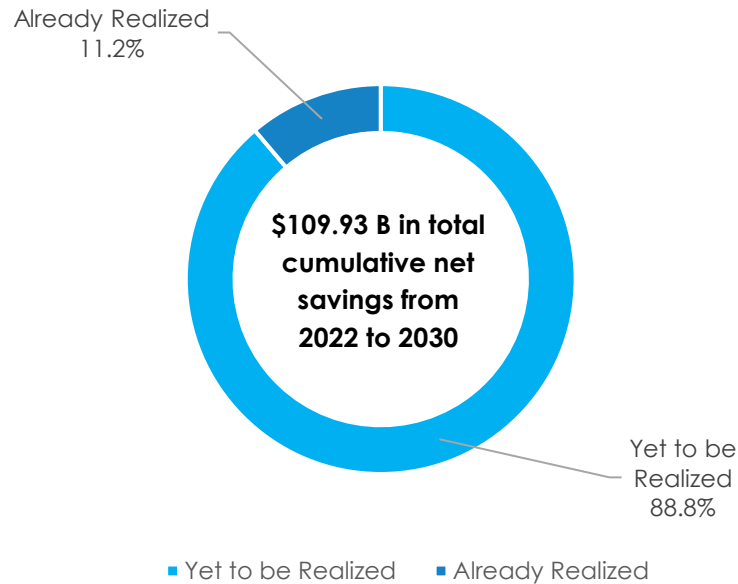 Already Realized
11.2%
$109.93 B in total
cumulative net
savings from
2022 to 2030
Yet to be
Realized
88.8%
Yet to be Realized
Already Realized